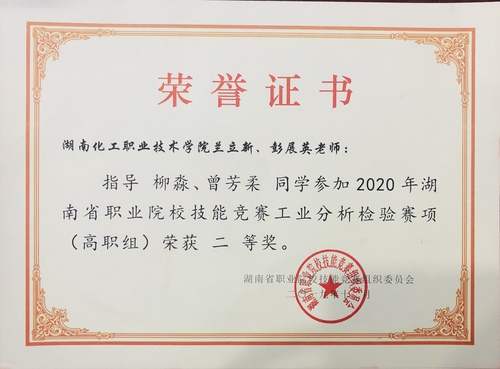 荣誉证书
湖南化工职业技术学院兰立新、彭展英老师：
指导 柳淼、曾芳柔 同学参加2020年湖
南省职业院校技能竞赛工业分析检验赛项
（高职组）荣获 二 等奖。
湖南省职业院校技能竞赛组织委员会